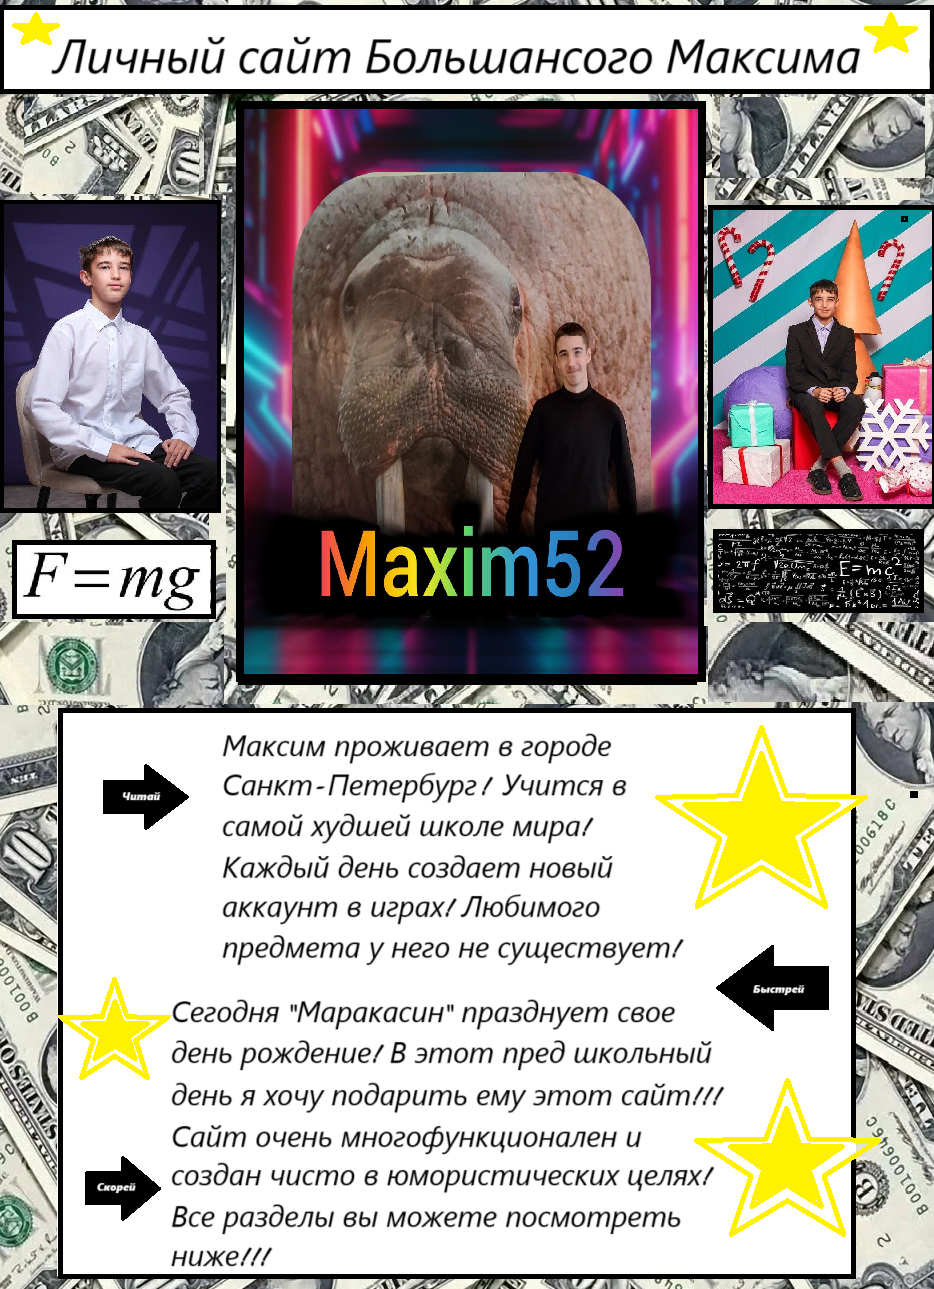 Личный сайт Большансого Максима
Maxim52
F=mg
E=mc²
Максим проживает в городе
Санкт-Петербург! Учится в
самой худшей школе мира!
Каждый день создает новый
аккаунт в играх! Любимого
предмета у него не существует!
Читай
Быстрей
Сегодня "Маракасин" празднует свое
день рождение! В этот пред школьный
день я хочу подарить ему этот сайт!!!
Сайт очень многофункционален и
создан чисто в юмористических целях!
Все разделы вы можете посмотреть
ниже!!!
Скорей